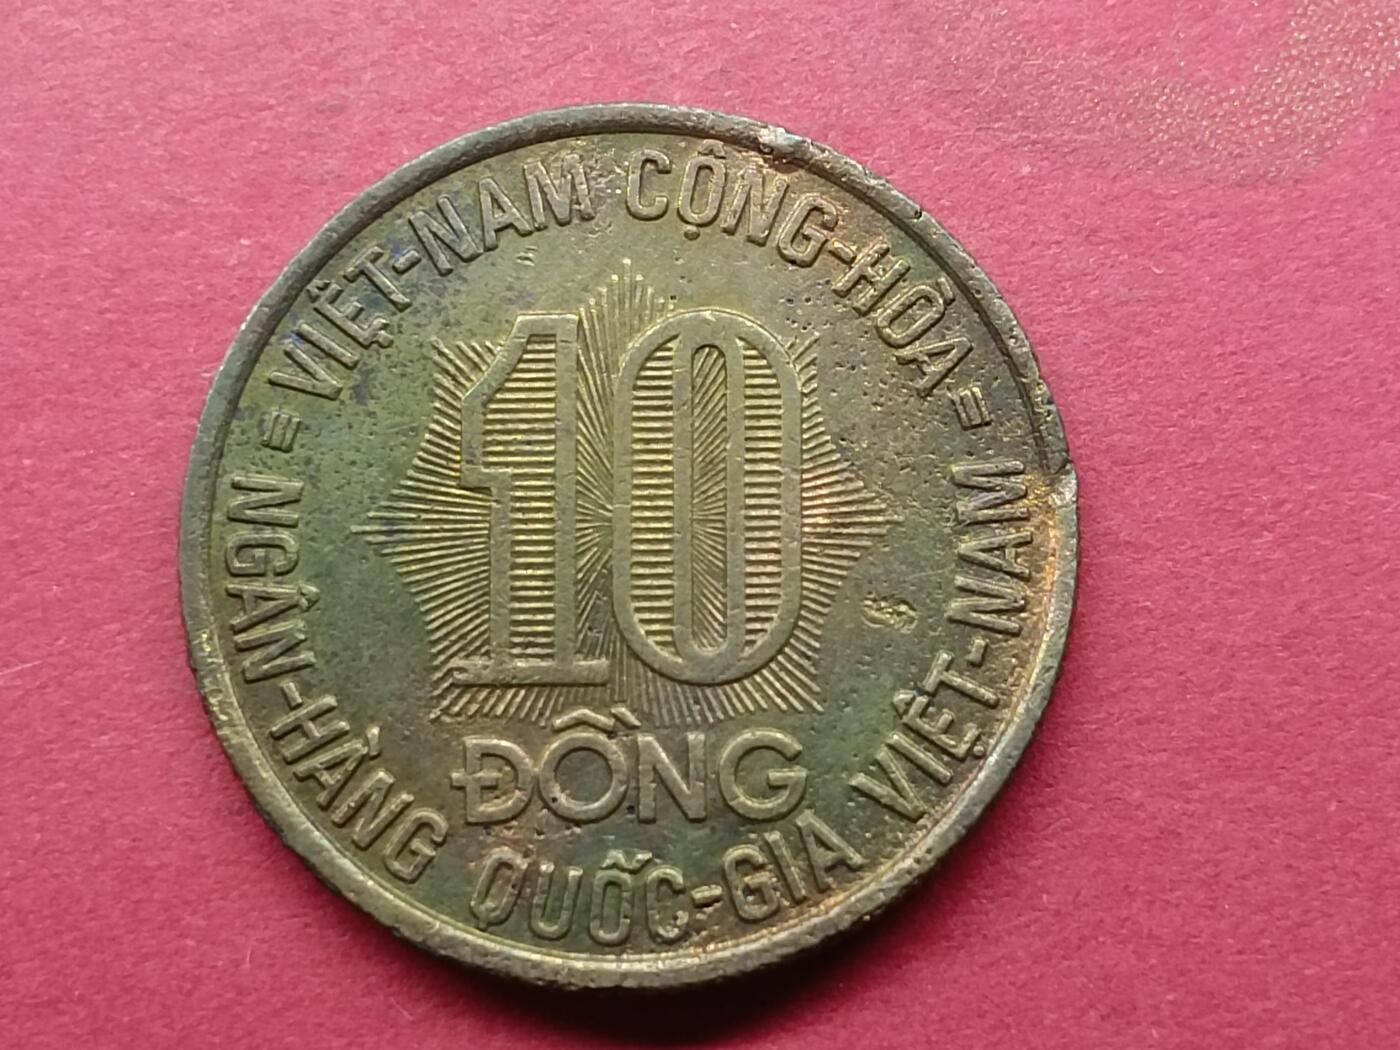 VIỆT-NAM CỘNG-HÒA
10
ĐỒNG
NGÂN-HÀNG QUỐC-GIA VIỆT-NAM